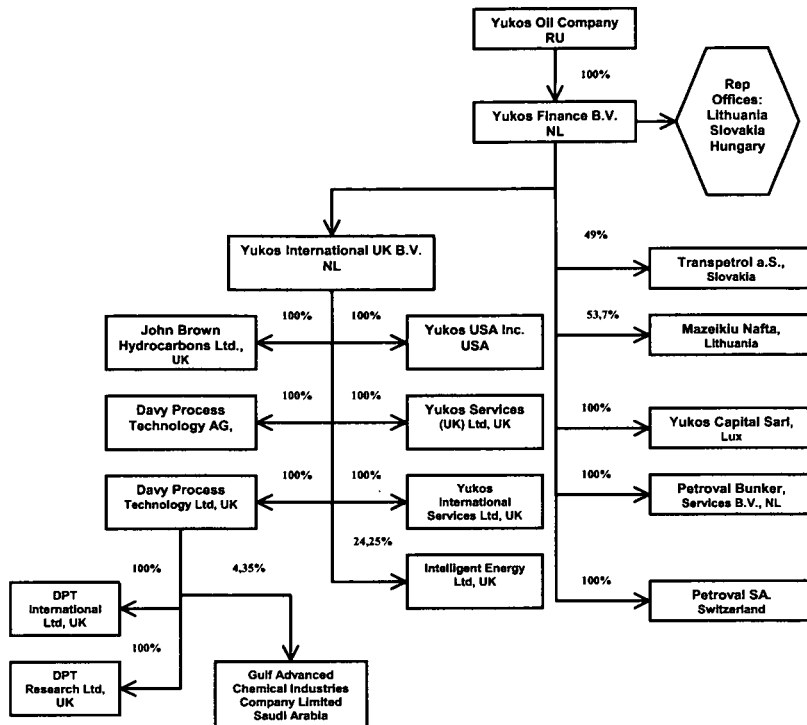 Yukos Oil Company
RU
100%
Yukos Finance B.V.
NL
Rep
Offices:
Lithuania
Slovakia
Hungary
Yukos International UK B.V.
NL
49%
Transpetrol a.S.,
Slovakia
53,7%
Mazeikiu Nafta,
Lithuania
100%
Yukos Capital Sarl,
Lux
100%
Petroval Bunker,
Services B.V., NL
100%
Petroval SA.
Switzerland
John Brown
Hydrocarbons Ltd.,
UK
100%
100%
Yukos USA Inc.
USA
Davy Process
Technology AG,
100%
100%
Yukos Services
(UK) Ltd, UK
Davy Process
Technology Ltd, UK
100%
100%
Yukos
International
Services Ltd, UK
24,25%
Intelligent Energy
Ltd, UK
100%
4,35%
DPT
International
Ltd, UK
100%
DPT
Research Ltd,
UK
Gulf Advanced
Chemical Industries
Company Limited
Saudi Arabia